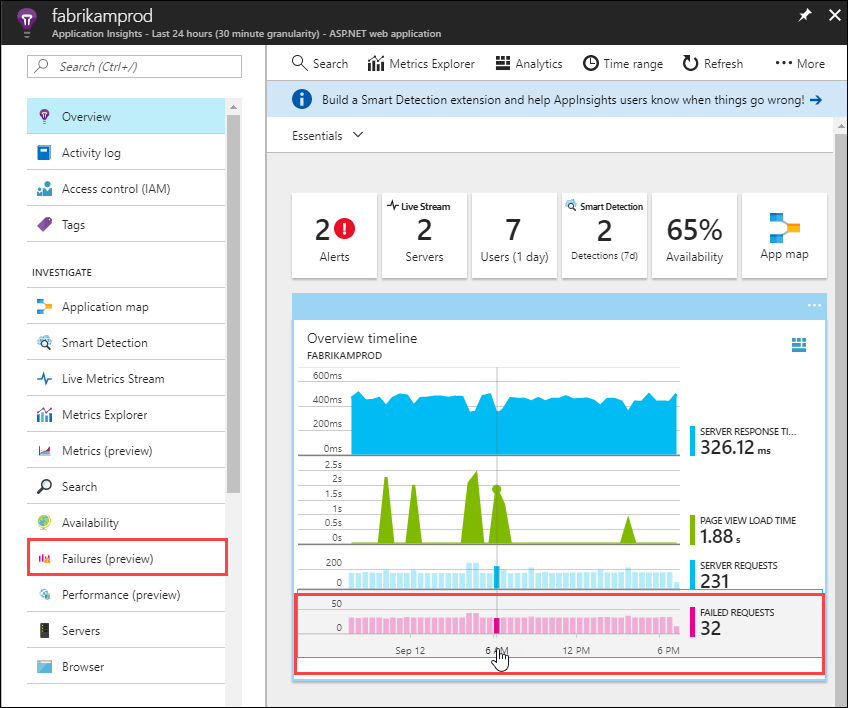 fabrikamprod
Application Insights - Last 24 hours (30 minute granularity) - ASP.NET web application
Search (Ctrl+/)
Overview
Activity log
Access control (IAM)
Tags
INVESTIGATE
Application map
Smart Detection
Live Metrics Stream
Metrics Explorer
Metrics (preview)
Search
Availability
Failures (preview)
Performance (preview)
Servers
Browser
Search
Metrics Explorer
Analytics
Time range
Refresh
More
Build a Smart Detection extension and help AppInsights users know when things go wrong!
Essentials
2
Alerts
Live Stream
2
Servers
7
Users (1 day)
Smart Detection
2
Detections (7d)
65%
Availability
App map
Overview timeline
FABRIKAMPROD
600ms
400ms
200ms
0ms
SERVER RESPONSE TI...
326.12 ms
2.5s
2s
1.5s
1s
0.5s
0s
PAGE VIEW LOAD TIME
1.88 s
200
0
SERVER REQUESTS
231
50
0
FAILED REQUESTS
32
Sep 12
6 AM
12 PM
6 PM